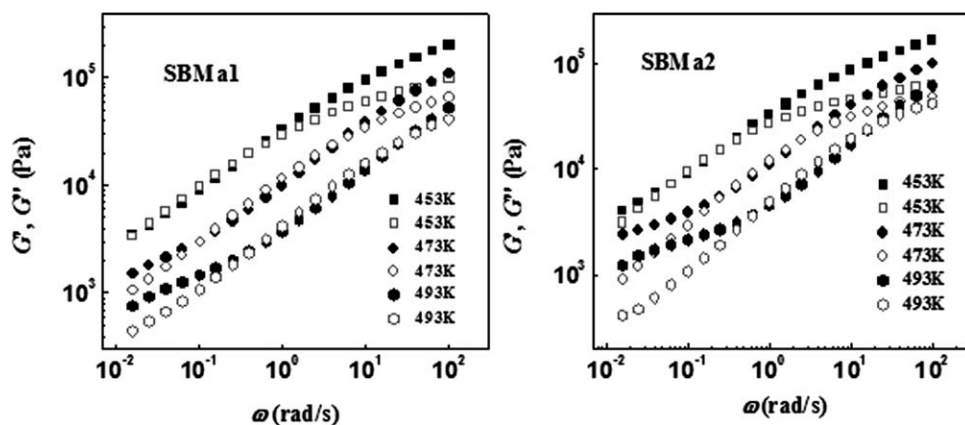 SBMa1
G', G'' (Pa)
10^5
10^4
10^3
453K
453K
473K
473K
493K
493K
10^-2 10^-1 10^0 10^1 10^2
ω (rad/s)
SBMa2
G', G'' (Pa)
10^5
10^4
10^3
453K
453K
473K
473K
493K
493K
10^-2 10^-1 10^0 10^1 10^2
ω (rad/s)